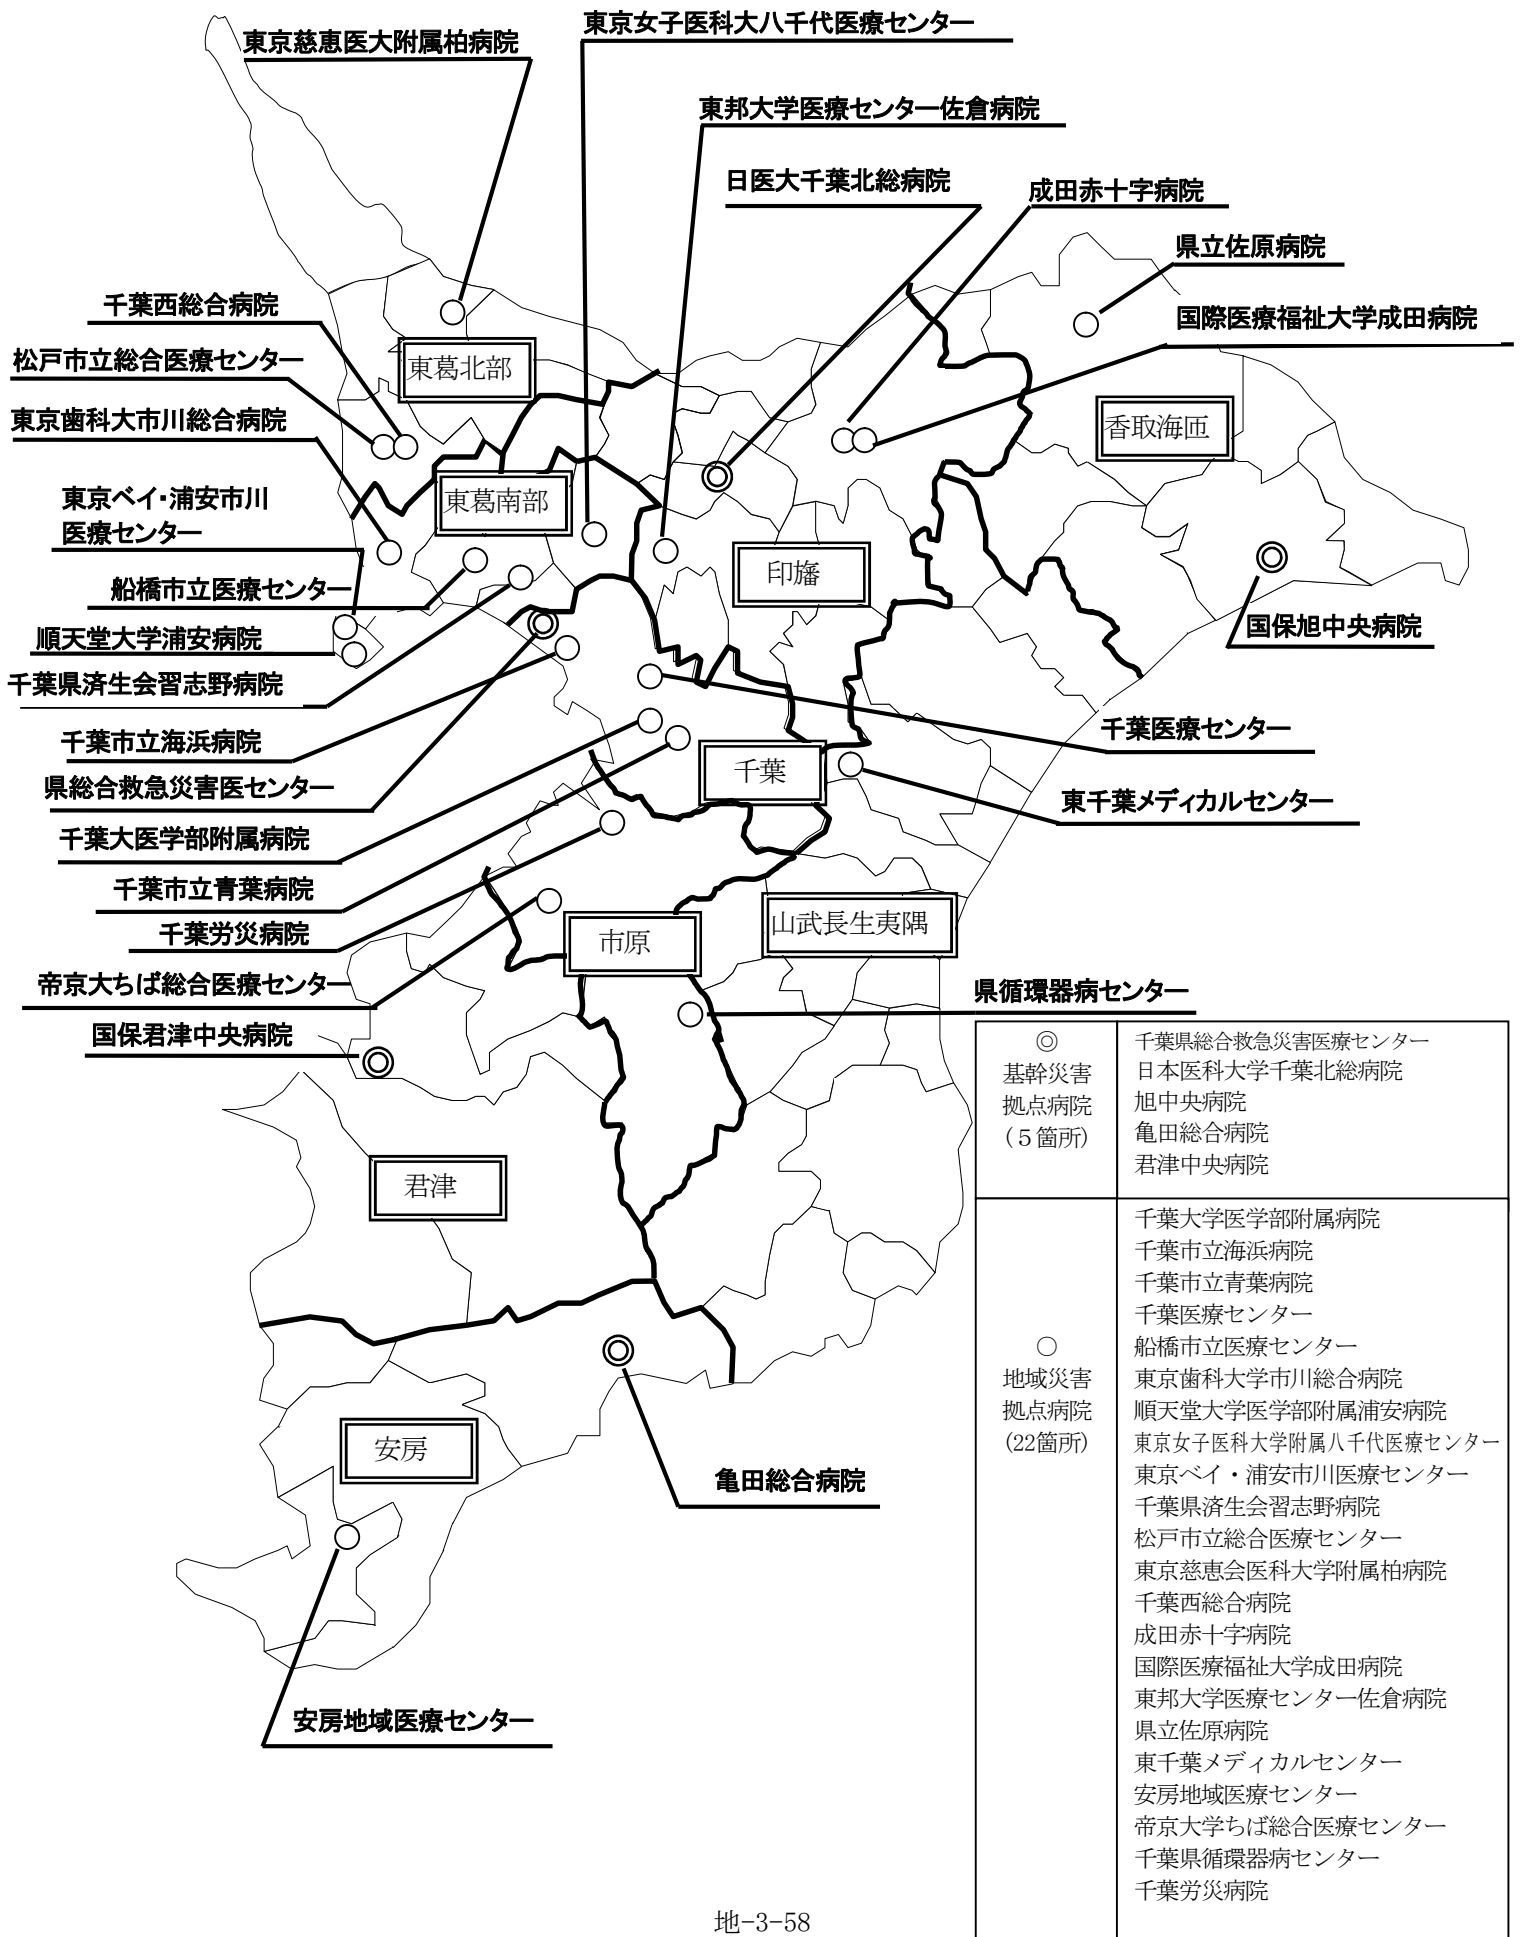 東京女子医科大八千代医療センター
東京慈恵医大附属柏病院
東邦大学医療センター佐倉病院
日医大千葉北総病院
成田赤十字病院
県立佐原病院
千葉西総合病院
国際医療福祉大学成田病院
松戸市立総合医療センター
東葛北部
東京歯科大市川総合病院
香取海匝
東京ベイ・浦安市川
医療センター
東葛南部
印旛
船橋市立医療センター
順天堂大学浦安病院
国保旭中央病院
千葉県済生会習志野病院
千葉市立海浜病院
千葉医療センター
千葉
県総合救急災害医センター
東千葉メディカルセンター
千葉大医学部附属病院
千葉市立青葉病院
千葉労災病院
市原
山武長生夷隅
帝京大ちば総合医療センター
県循環器病センター
国保君津中央病院
君津
安房
亀田総合病院
安房地域医療センター
◎
基幹災害
拠点病院
(5箇所)
千葉県総合救急災害医療センター
日本医科大学千葉北総病院
旭中央病院
亀田総合病院
君津中央病院
○
地域災害
拠点病院
(22箇所)
千葉大学医学部附属病院
千葉市立海浜病院
千葉市立青葉病院
千葉医療センター
船橋市立医療センター
東京歯科大学市川総合病院
順天堂大学医学部附属浦安病院
東京女子医科大学附属八千代医療センター
東京ベイ・浦安市川医療センター
千葉県済生会習志野病院
松戸市立総合医療センター
東京慈恵会医科大学附属柏病院
千葉西総合病院
成田赤十字病院
国際医療福祉大学成田病院
東邦大学医療センター佐倉病院
県立佐原病院
東千葉メディカルセンター
安房地域医療センター
帝京大学ちば総合医療センター
千葉県循環器病センター
千葉労災病院
地-3-58